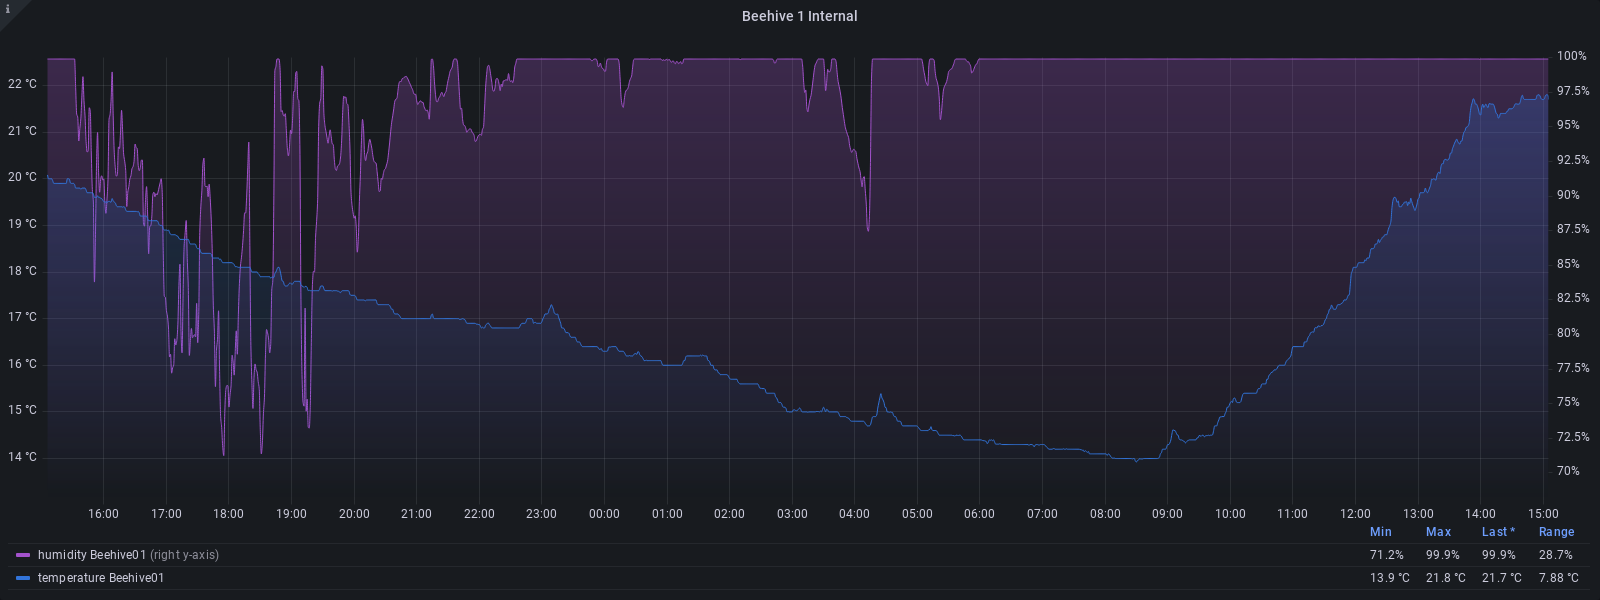 i
Beehive 1 Internal
100%
22 °C
97.5%
21 °C
95%
92.5%
20 °C
90%
19 °C
87.5%
18 °C
85%
82.5%
17 °C
80%
16 °C
77.5%
15 °C
75%
72.5%
14 °C
70%
16:00 17:00 18:00 19:00 20:00 21:00 22:00 23:00 00:00 01:00 02:00 03:00 04:00 05:00 06:00 07:00 08:00 09:00 10:00 11:00 12:00 13:00 14:00 15:00
Min Max Last * Range
humidity Beehive01 (right y-axis) 71.2% 99.9% 99.9% 28.7%
temperature Beehive01 13.9 °C 21.8 °C 21.7 °C 7.88 °C